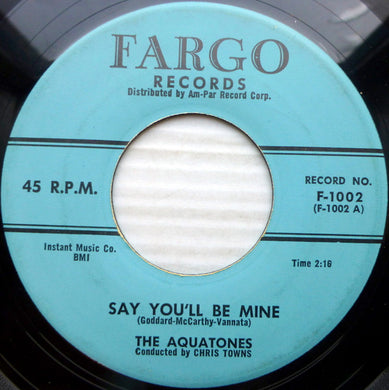 FARGO
RECORDS
Distributed by Am-Par Record Corp.
45 R.P.M.
RECORD NO.
F-1002
(F-1002 A)
Instant Music Co.
BMI
Time 2:16
SAY YOU'LL BE MINE
(Goddard-McCarthy-Vannata)
THE AQUATONES
Conducted by CHRIS TOWNS